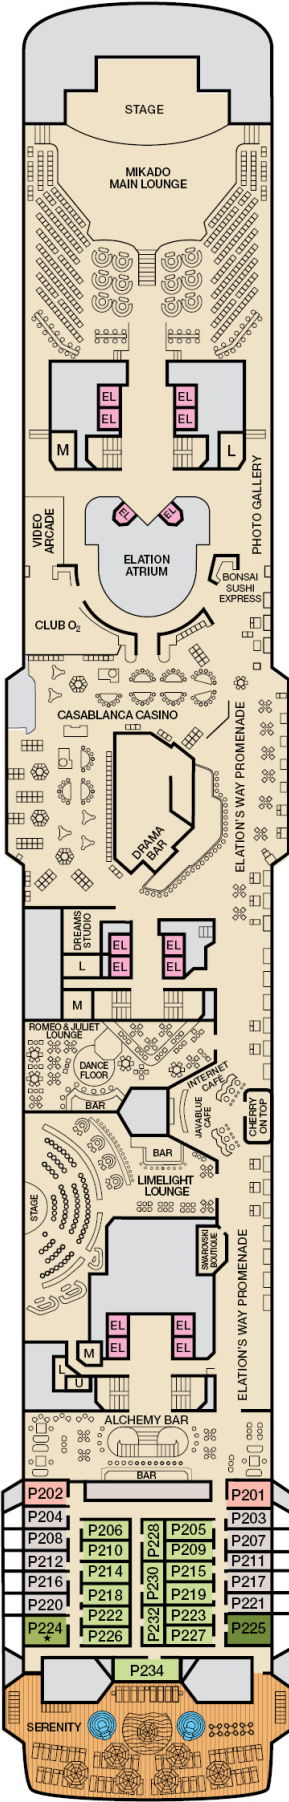 STAGE
MIKADO
MAIN LOUNGE
EL EL
EL EL
M L
PHOTO GALLERY
EL EL
VIDEO
ARCADE
ELATION
ATRIUM
BONSAI
SUSHI
EXPRESS
CLUB O2
CASABLANCA CASINO
ELATION'S WAY PROMENADE
DRAMA
BAR
DREAMS
STUDIO
EL EL
L EL EL
M
ROMEO & JULIET
LOUNGE
DANCE
FLOOR
BAR
INTERNET
CAFE
JAVABLUE
CAFE
CHERRY
ON TOP
BAR
LIMELIGHT
LOUNGE
STAGE
SWAROVSKI
BOUTIQUE
ELATION'S WAY PROMENADE
EL EL
M EL EL
L
U
ALCHEMY BAR
BAR
P202 P201
P204 P203
P206 P228 P205
P208 P207
P210 P209
P212 P211
P214 P230 P215
P216 P217
P218 P219
P220 P221
P222 P232 P223
P224 P225
★
P226 P227
P234
SERENITY